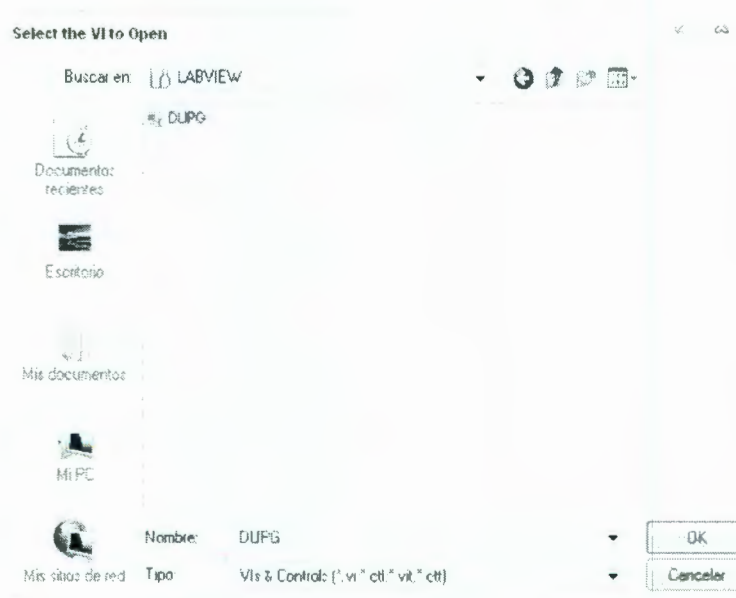 Select the VI to Open
Buscar en: LABVIEW
DUPG
Documentos
recientes
Escritorio
Mis documentos
Mi PC
Mis sitios de red
Nombre: DUPG
Tipo: VIs & Controls (*.vi,*.ctl,*.vit,*.ctt)
OK
Cancelar